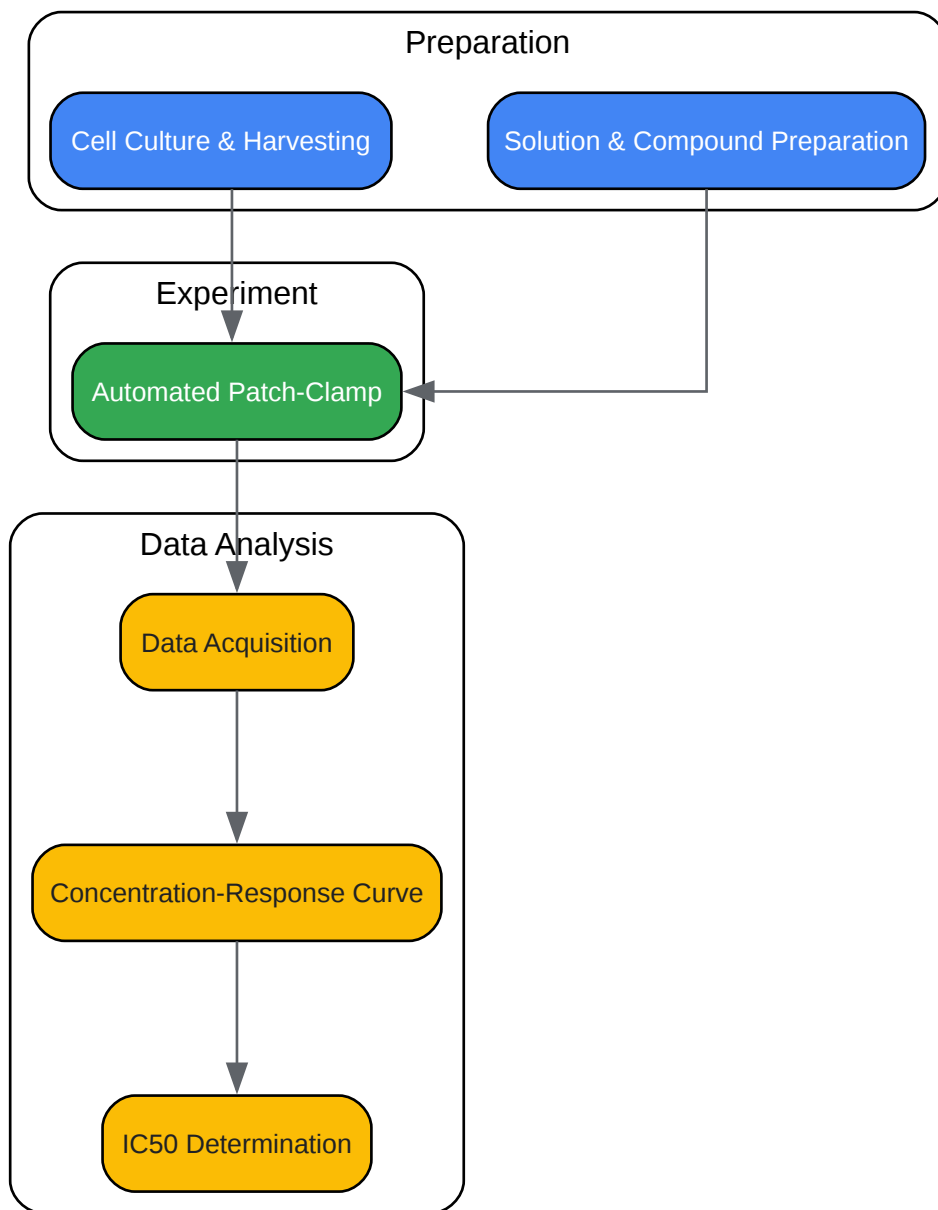 Preparation
Cell Culture & Harvesting
Solution & Compound Preparation
Experiment
Automated Patch-Clamp
Data Analysis
Data Acquisition
Concentration-Response Curve
IC50 Determination